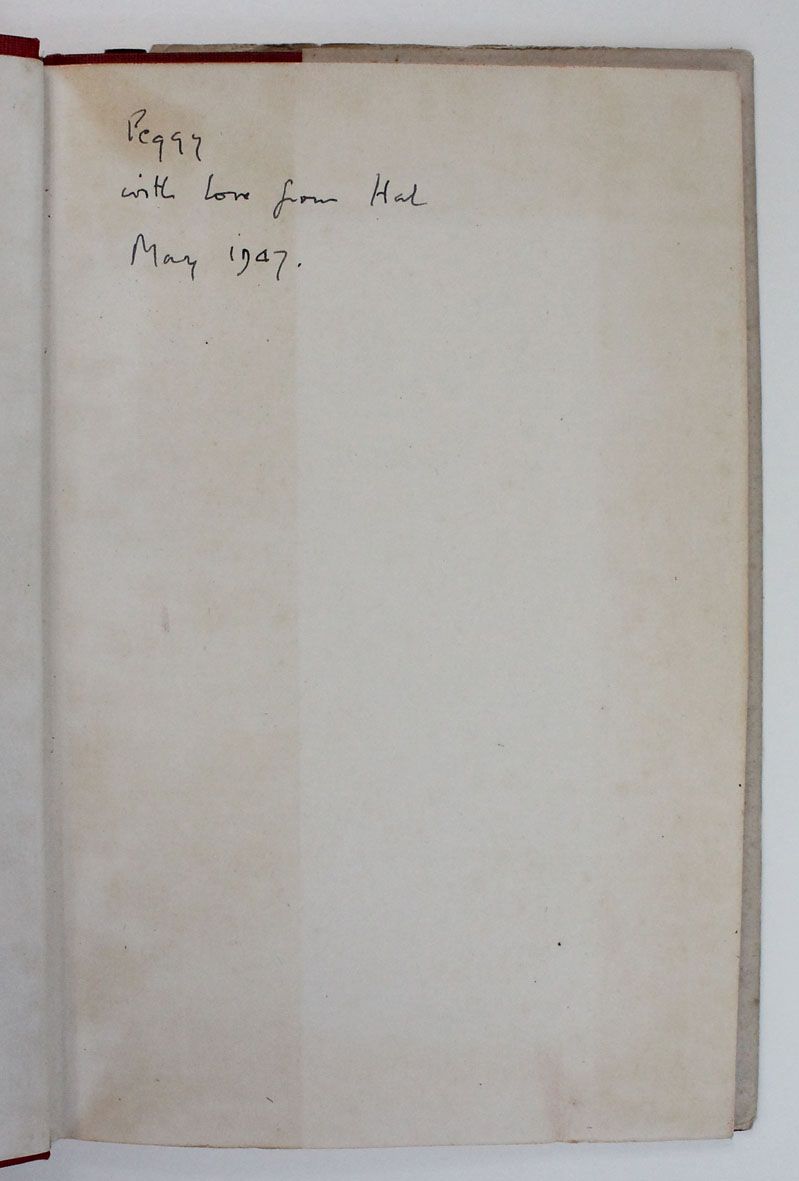 Peggy
with love from Hal
May 1947.